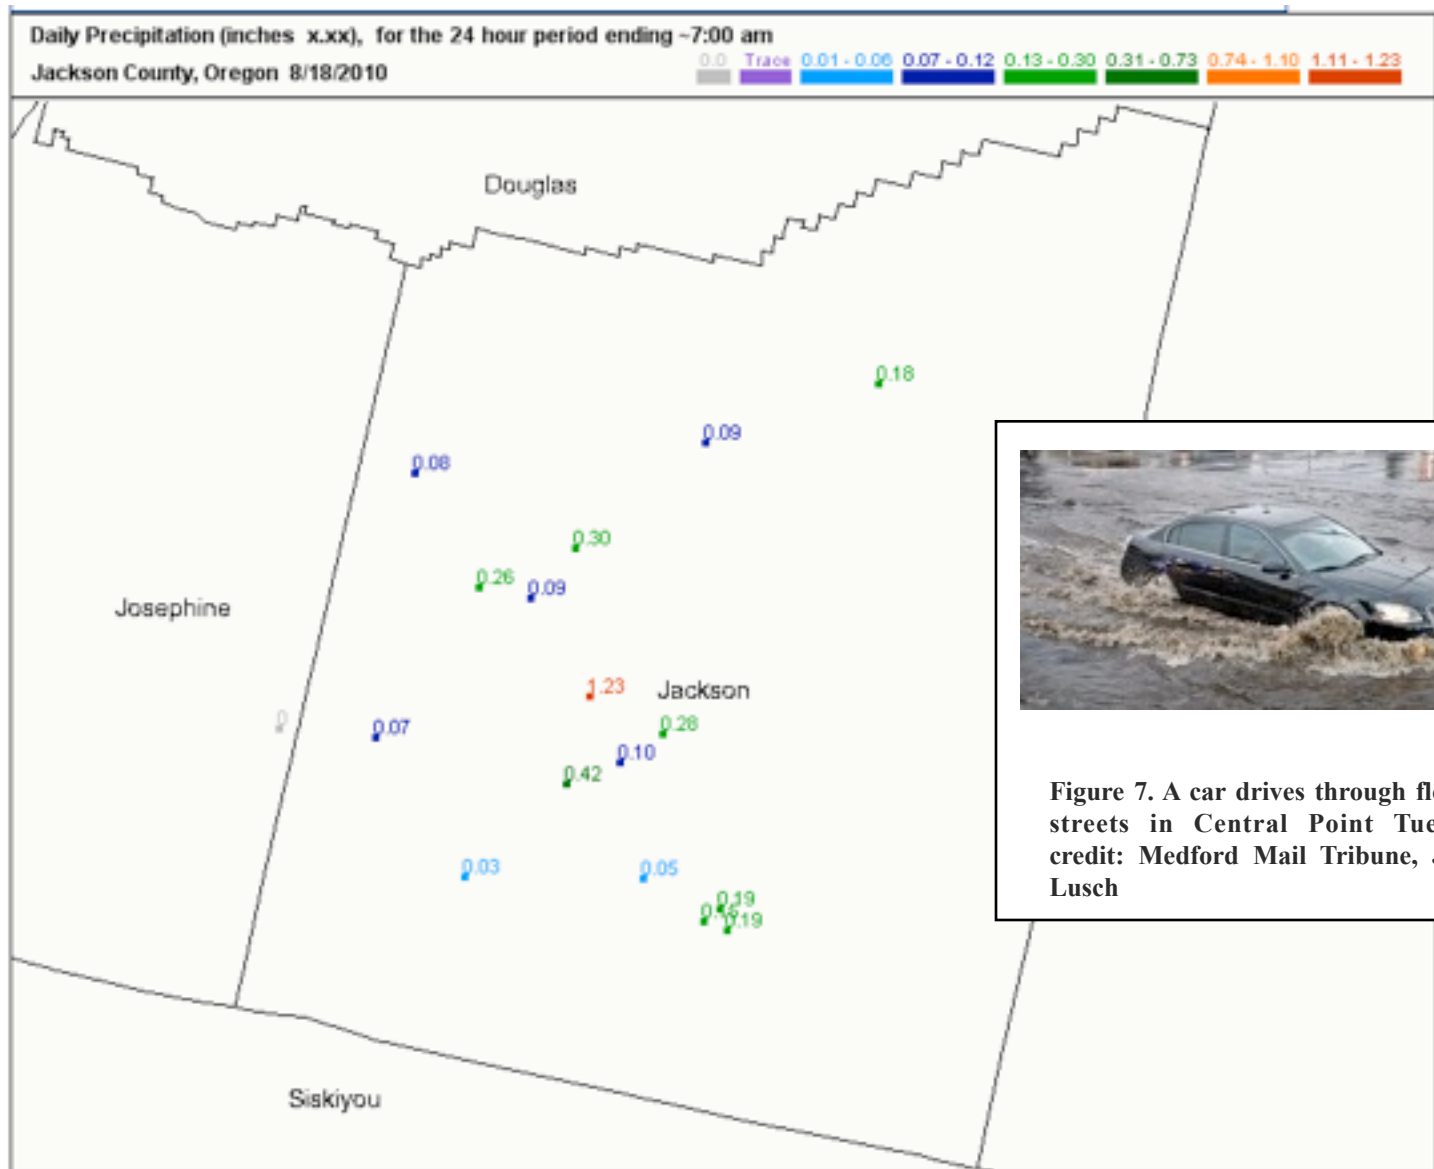 Daily Precipitation (inches x.xx), for the 24 hour period ending ~7:00 am
Jackson County, Oregon 8/18/2010
0.0 Trace 0.01 - 0.06 0.07 - 0.12 0.13 - 0.30 0.31 - 0.73 0.74 - 1.10 1.11 - 1.23
Douglas
0.18
0.09
0.08
0.30
0.26
0.09
Josephine
1.23
Jackson
0
0.07
0.28
0.10
0.42
0.03
0.05
0.19
0.19
Siskiyou
Figure 7. A car drives through
streets in Central Point
credit: Medford Mail Tribune,
Lusch